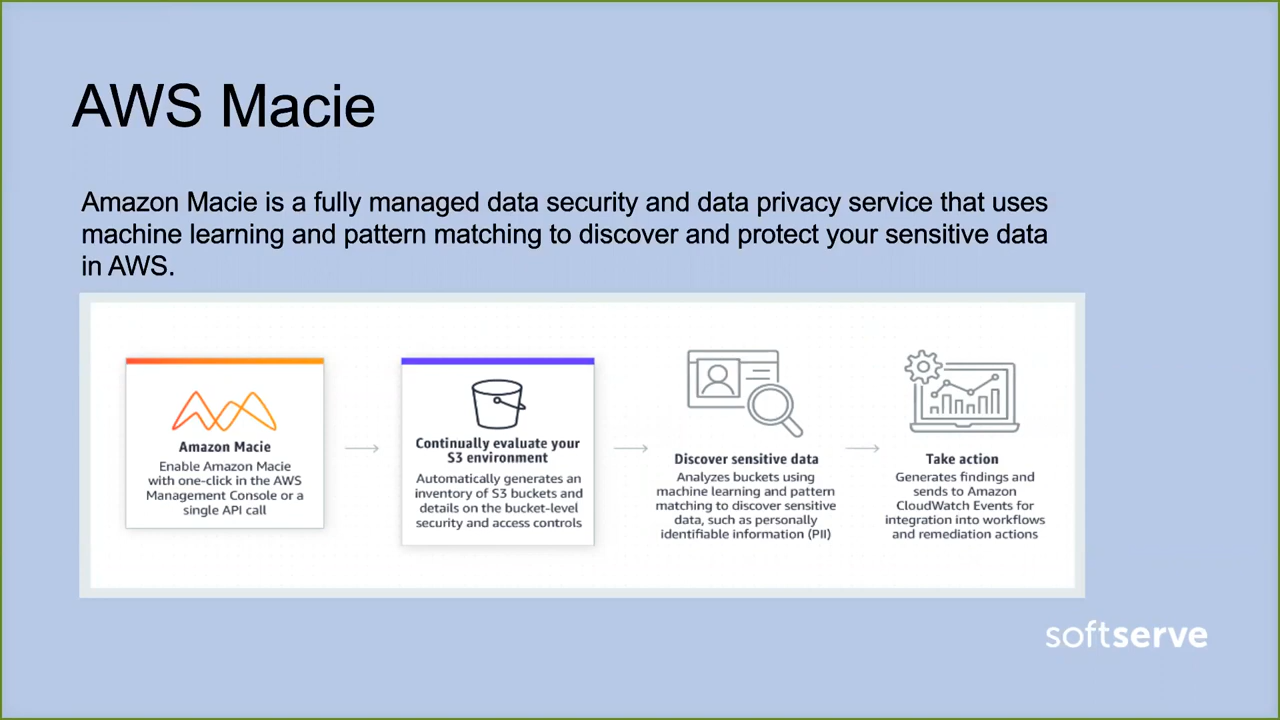 AWS Macie
Amazon Macie is a fully managed data security and data privacy service that uses
machine learning and pattern matching to discover and protect your sensitive data
in AWS.
Amazon Macie
Enable Amazon Macie
with one-click in the AWS
Management Console or a
single API call
Continually evaluate your
S3 environment
Automatically generates an
inventory of S3 buckets and
details on the bucket-level
security and access controls
Discover sensitive data
Analyzes buckets using
machine learning and pattern
matching to discover sensitive
data, such as personally
identifiable information (PII)
Take action
Generates findings and
sends to Amazon
CloudWatch Events for
integration into workflows
and remediation actions
softserve